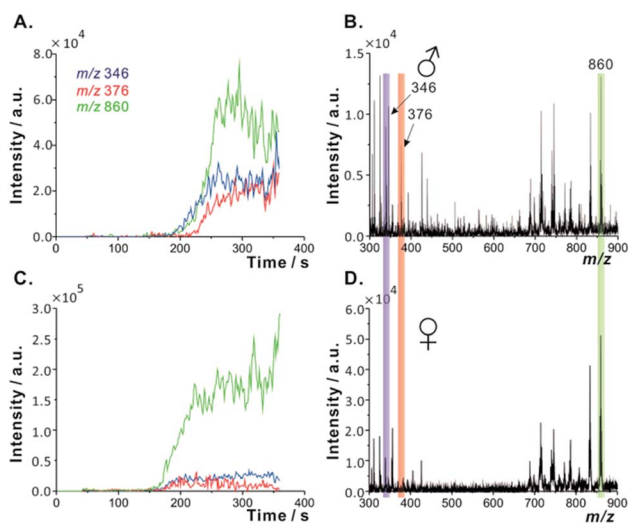 A.
×10⁴
8.0
6.0
4.0
2.0
0.0
Intensity / a.u.
m/z 346
m/z 376
m/z 860
0 100 200 300 400
Time / s
B.
×10⁴
1.5
1.0
0.5
0.0
Intensity / a.u.
♂
346
376
860
300 400 500 600 700 800 900
m/z
C.
×10⁵
3.0
2.5
2.0
1.5
1.0
0.5
0.0
Intensity / a.u.
0 100 200 300 400
Time / s
D.
×10⁴
6.0
5.0
4.0
3.0
2.0
1.0
0.0
Intensity / a.u.
♀
300 400 500 600 700 800 900
m/z